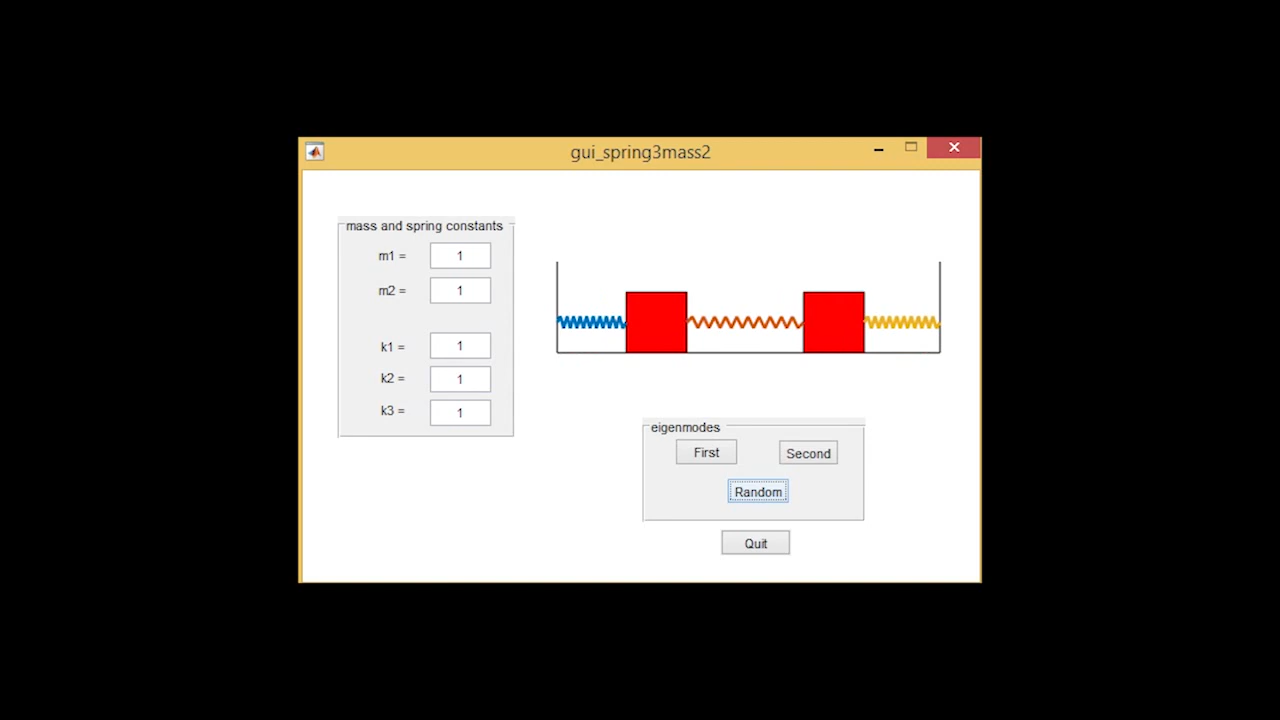 gui_spring3mass2
mass and spring constants
m1 = 1
m2 = 1
k1 = 1
k2 = 1
k3 = 1
eigenmodes
First Second
Random
Quit